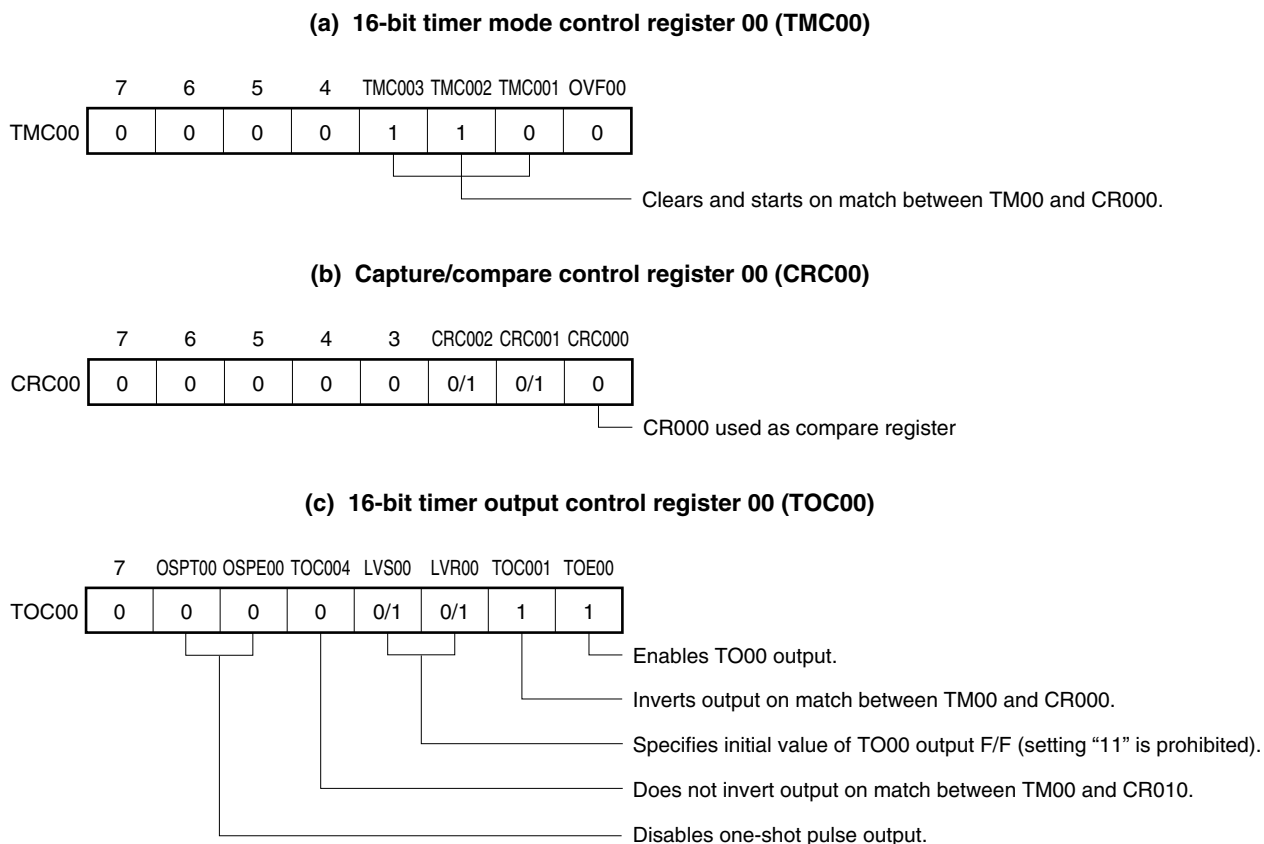 (a) 16-bit timer mode control register 00 (TMC00)
7 6 5 4 TMC003 TMC002 TMC001 OVF00
TMC00 0 0 0 0 1 1 0 0
Clears and starts on match between TM00 and CR000.
(b) Capture/compare control register 00 (CRC00)
7 6 5 4 3 CRC002 CRC001 CRC000
CRC00 0 0 0 0 0 0/1 0/1 0
CR000 used as compare register
(c) 16-bit timer output control register 00 (TOC00)
7 OSPT00 OSPE00 TOC004 LVS00 LVR00 TOC001 TOE00
TOC00 0 0 0 0 0/1 0/1 1 1
Enables TO00 output.
Inverts output on match between TM00 and CR000.
Specifies initial value of TO00 output F/F (setting “11” is prohibited).
Does not invert output on match between TM00 and CR010.
Disables one-shot pulse output.